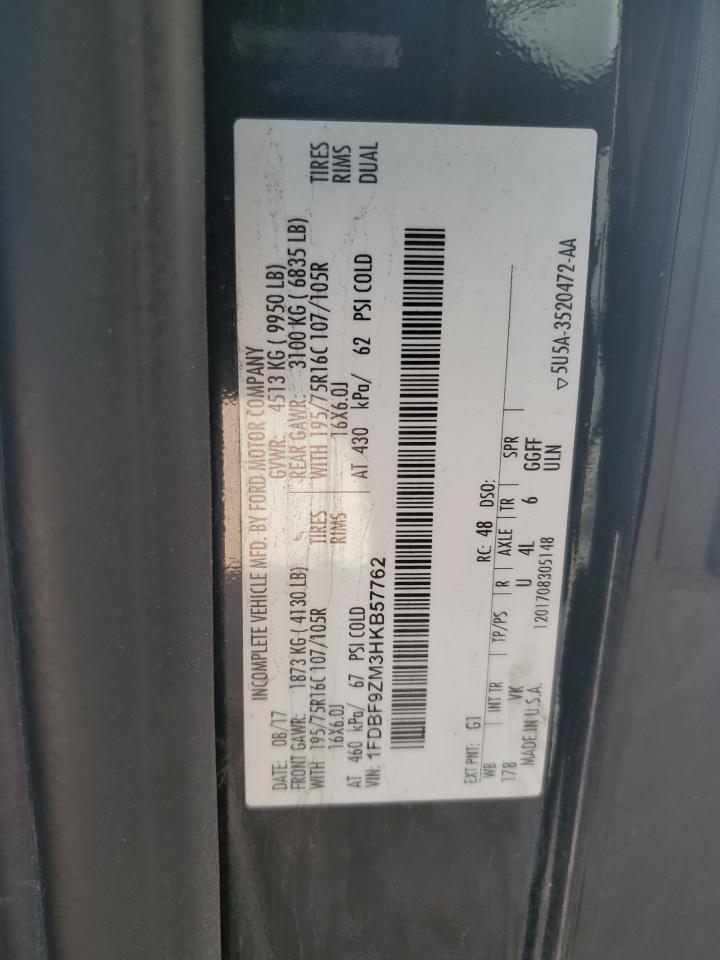 INCOMPLETE VEHICLE MFD. BY FORD MOTOR COMPANY
DATE: 08/17 GVWR: 4513 KG ( 9950 LB)
FRONT GAWR: 1873 KG ( 4130 LB) REAR GAWR: 3100 KG ( 6835 LB)
WITH 195/75R16C 107/105R TIRES WITH 195/75R16C 107/105R TIRES
16X6.0J RIMS 16X6.0J RIMS
AT 460 kPa/ 67 PSI COLD AT 430 kPa/ 62 PSI COLD DUAL
VIN: 1FDBF9ZM3HKB57762
EXT PNT: G1 RC: 48 DSO:
WB INT TR TP/PS R AXLE TR SPR
178 VK U 4L 6 GGFF
MADE IN U.S.A. 1201708305148 ULN
▽5U5A-3520472-AA